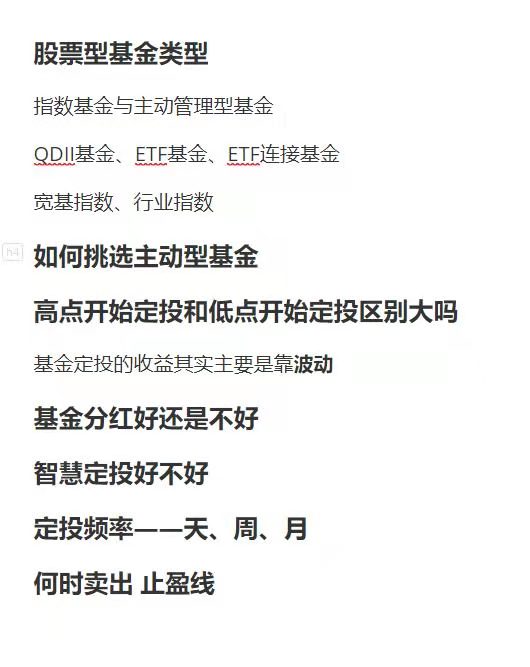 股票型基金类型
指数基金与主动管理型基金
QDII基金、ETF基金、ETF连接基金
宽基指数、行业指数
h4
如何挑选主动型基金
高点开始定投和低点开始定投区别大吗
基金定投的收益其实主要是靠波动
基金分红好还是不好
智慧定投好不好
定投频率——天、周、月
何时卖出 止盈线